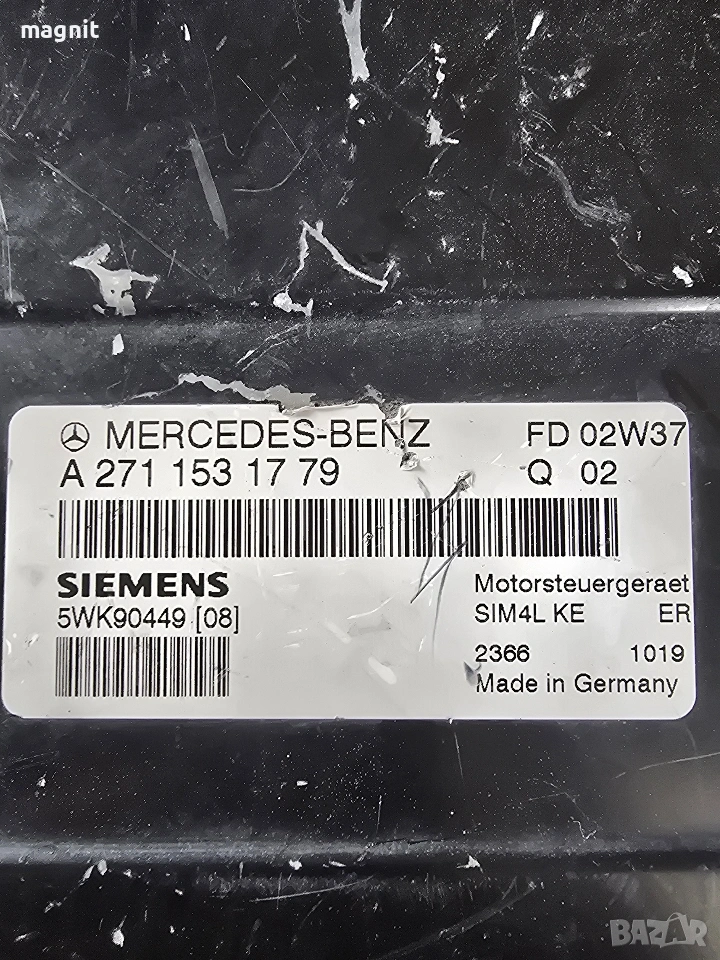 magnit
MERCEDES-BENZ FD 02W37
A 271 153 17 79 Q 02
SIEMENS Motorsteuergeraet
5WK90449 [08] SIM4L KE ER
2366 1019
Made in Germany
BAZAR